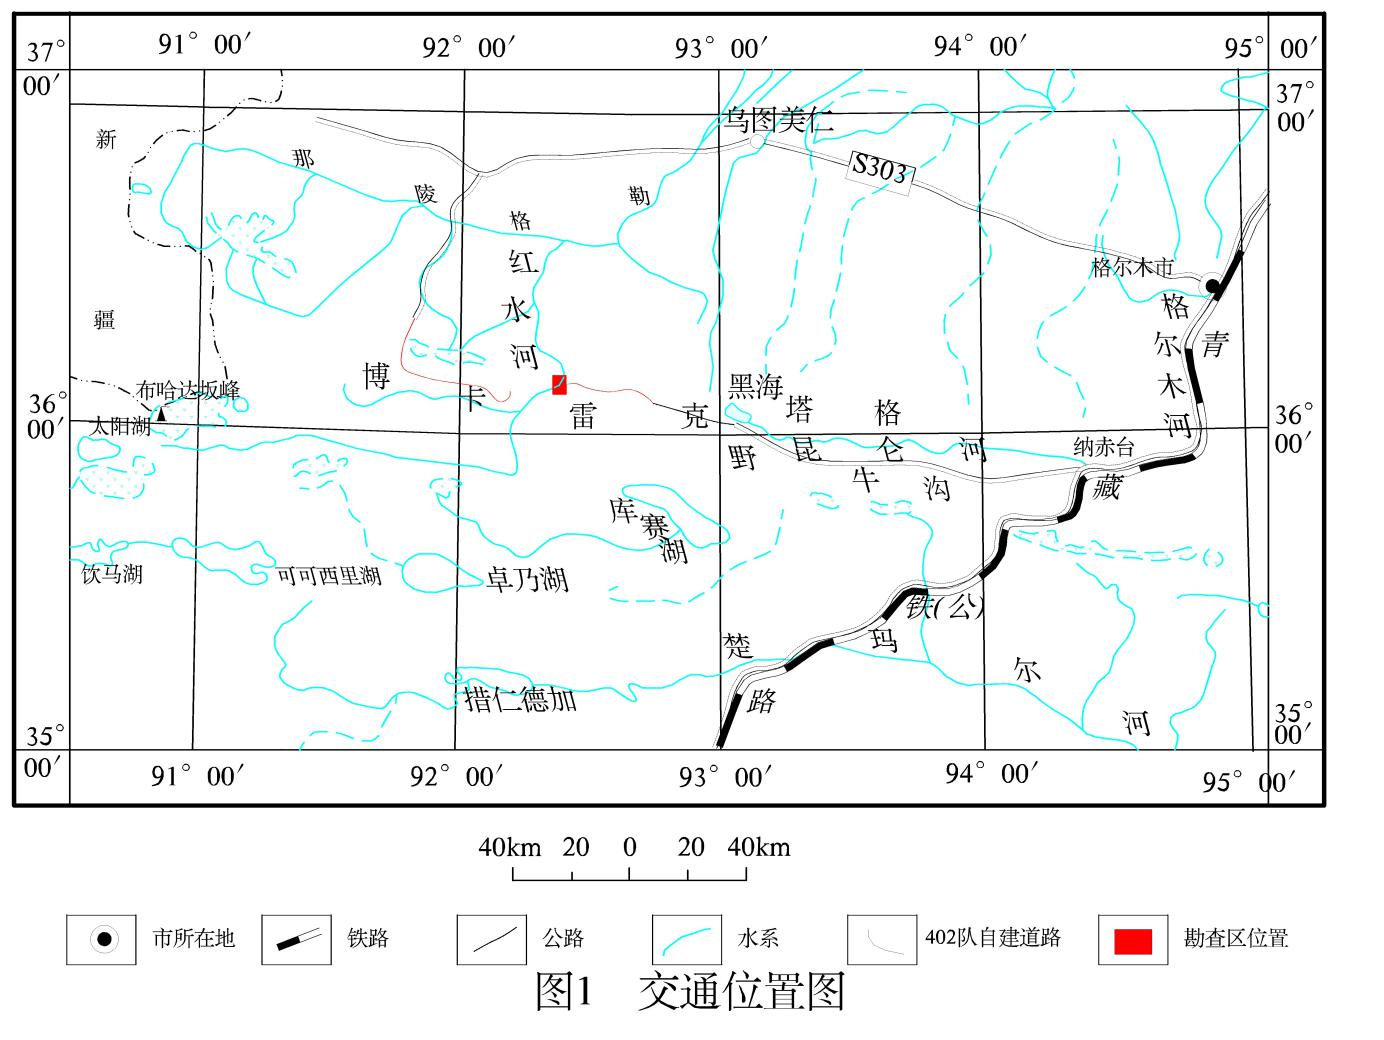 91° 00′ 92° 00′ 93° 00′ 94° 00′ 95° 00′
37° 00′
37° 00′
乌图美仁
新疆
那陵格勒
S303
红水河
格尔木市
格尔木河
青藏铁(公)路
布哈达坂峰
太阳湖
博卡雷克塔格
黑海
36° 00′
36° 00′
野牛沟
昆仑河
纳赤台
库赛湖
饮马湖
可可西里湖
卓乃湖
楚玛尔河
措仁德加
35° 00′
35° 00′
91° 00′ 92° 00′ 93° 00′ 94° 00′ 95° 00′
40km 20 0 20 40km
市所在地 铁路 公路 水系 402队自建道路 勘查区位置
图1 交通位置图